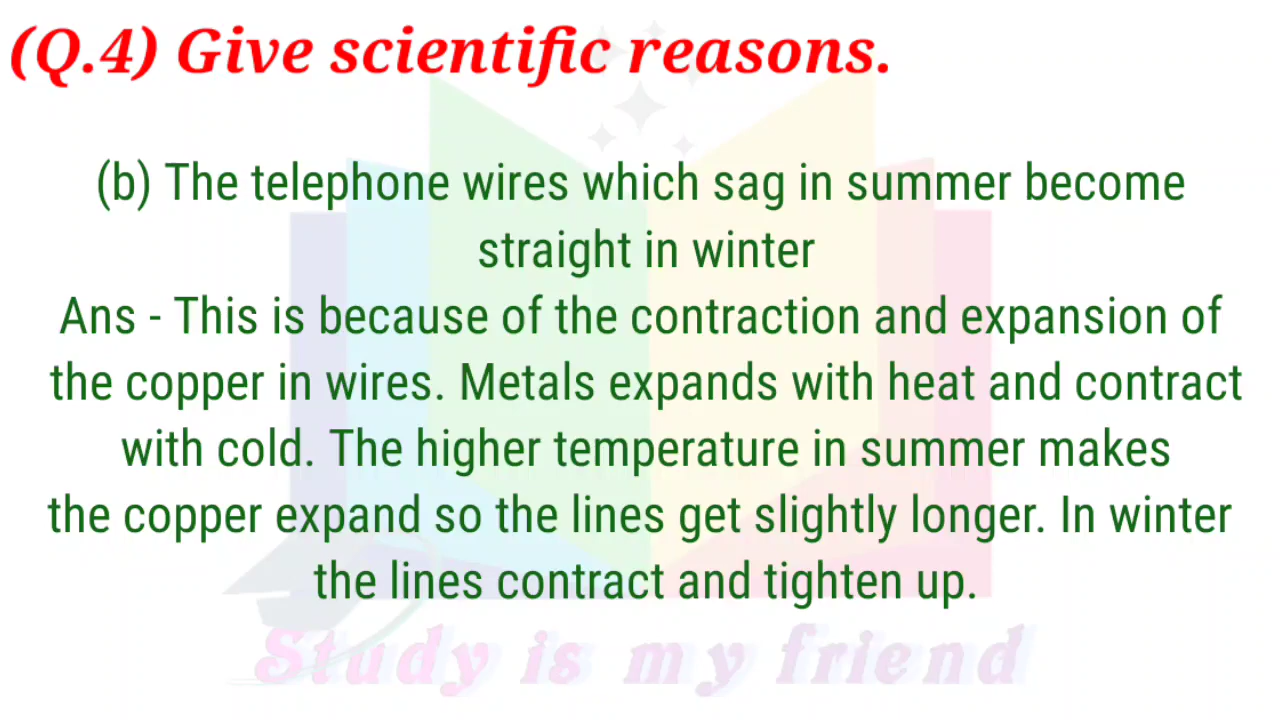 (Q.4) Give scientific reasons.
(b) The telephone wires which sag in summer become
straight in winter
Ans - This is because of the contraction and expansion of
the copper in wires. Metals expands with heat and contract
with cold. The higher temperature in summer makes
the copper expand so the lines get slightly longer. In winter
the lines contract and tighten up.
Study is my friend